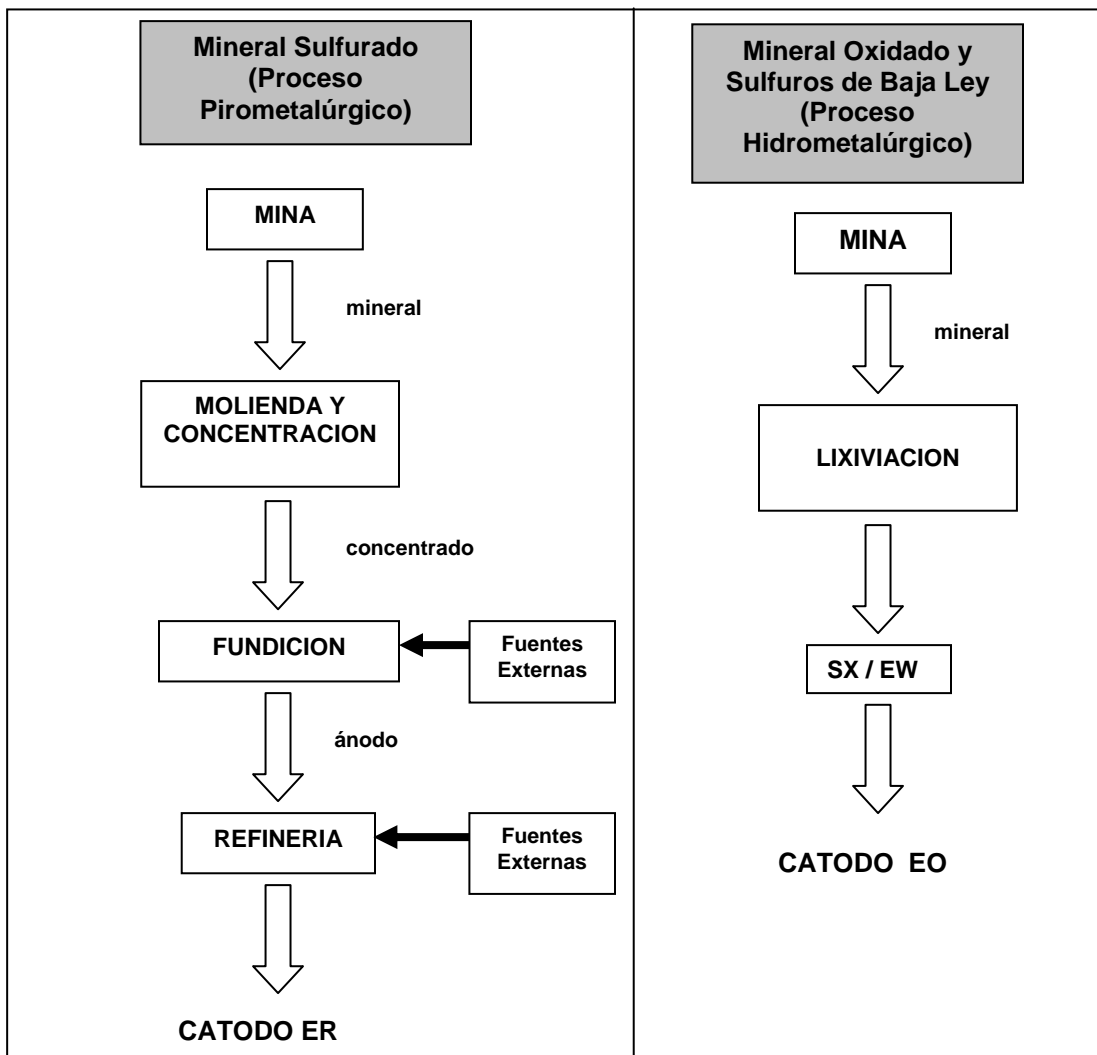 Mineral Sulfurado
(Proceso
Pirometalúrgico)
MINA
mineral
MOLIENDA Y
CONCENTRACION
concentrado
FUNDICION
Fuentes
Externas
ánodo
REFINERIA
Fuentes
Externas
CATODO ER
Mineral Oxidado y
Sulfuros de Baja Ley
(Proceso
Hidrometalúrgico)
MINA
mineral
LIXIVIACION
SX / EW
CATODO EO